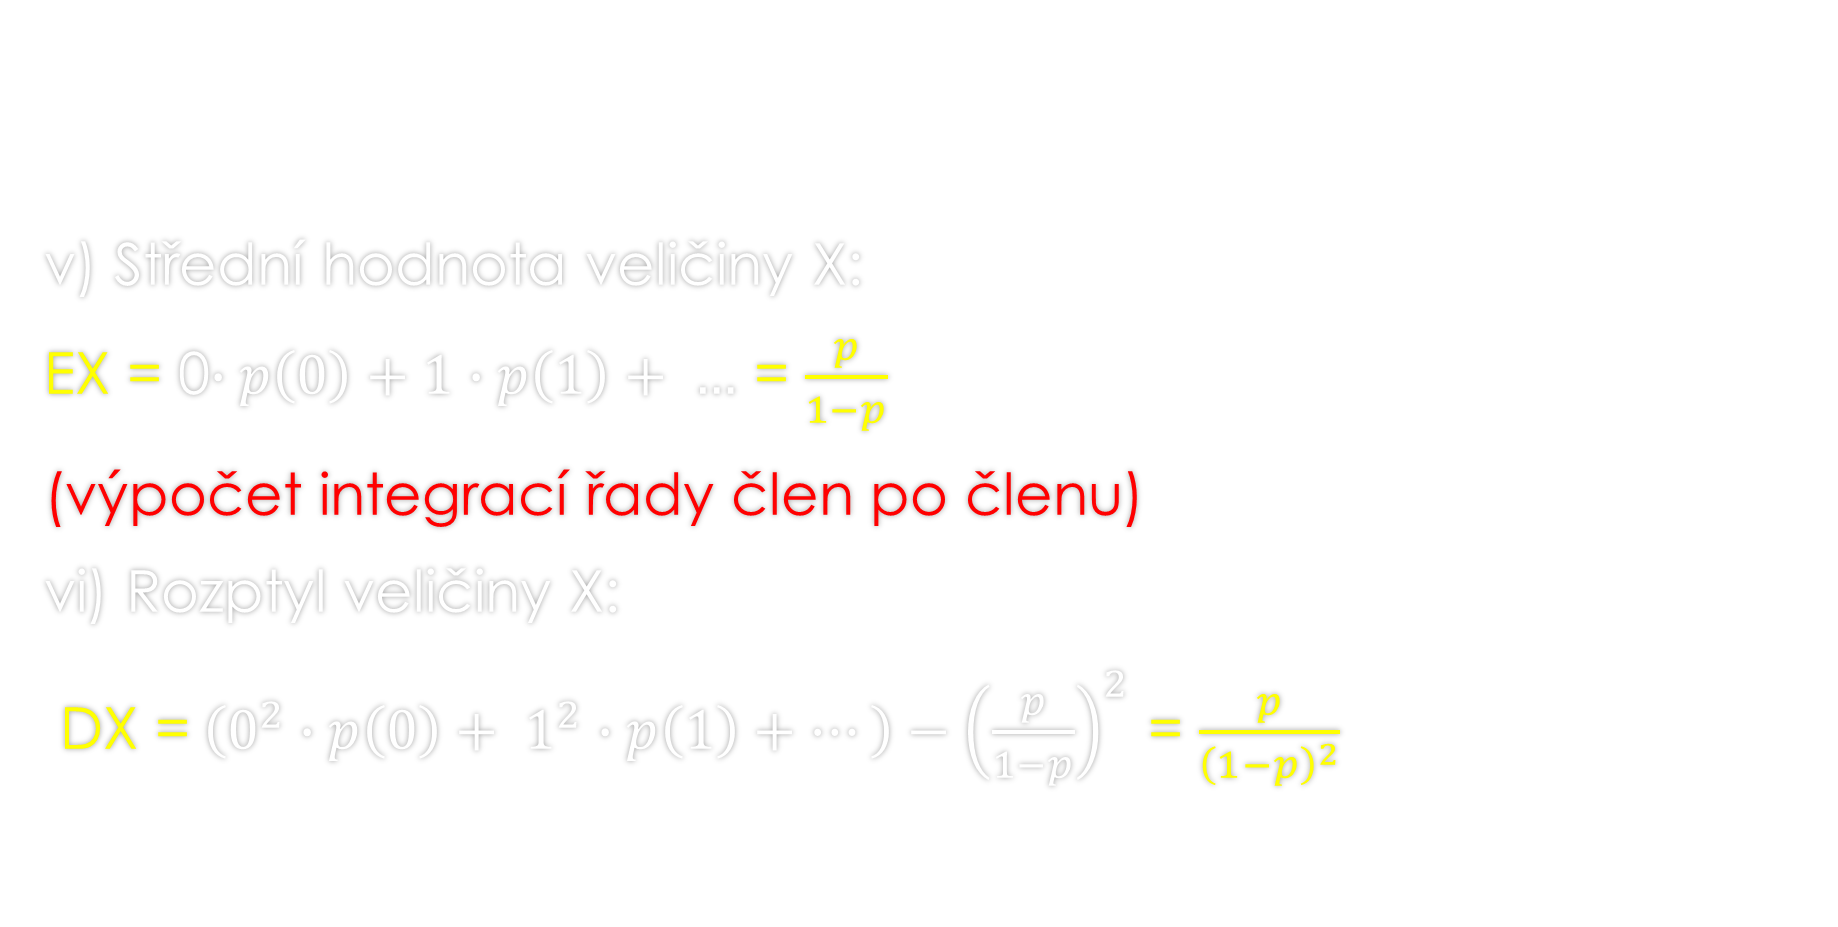 v) Střední hodnota veličiny X:
EX = 0· p(0) + 1 · p(1) + … = p/(1−p)
(výpočet integrací řady člen po členu)
vi) Rozptyl veličiny X:
DX = (0² · p(0) + 1² · p(1) + ⋯ ) − (p/(1−p))² = p/(1−p)²